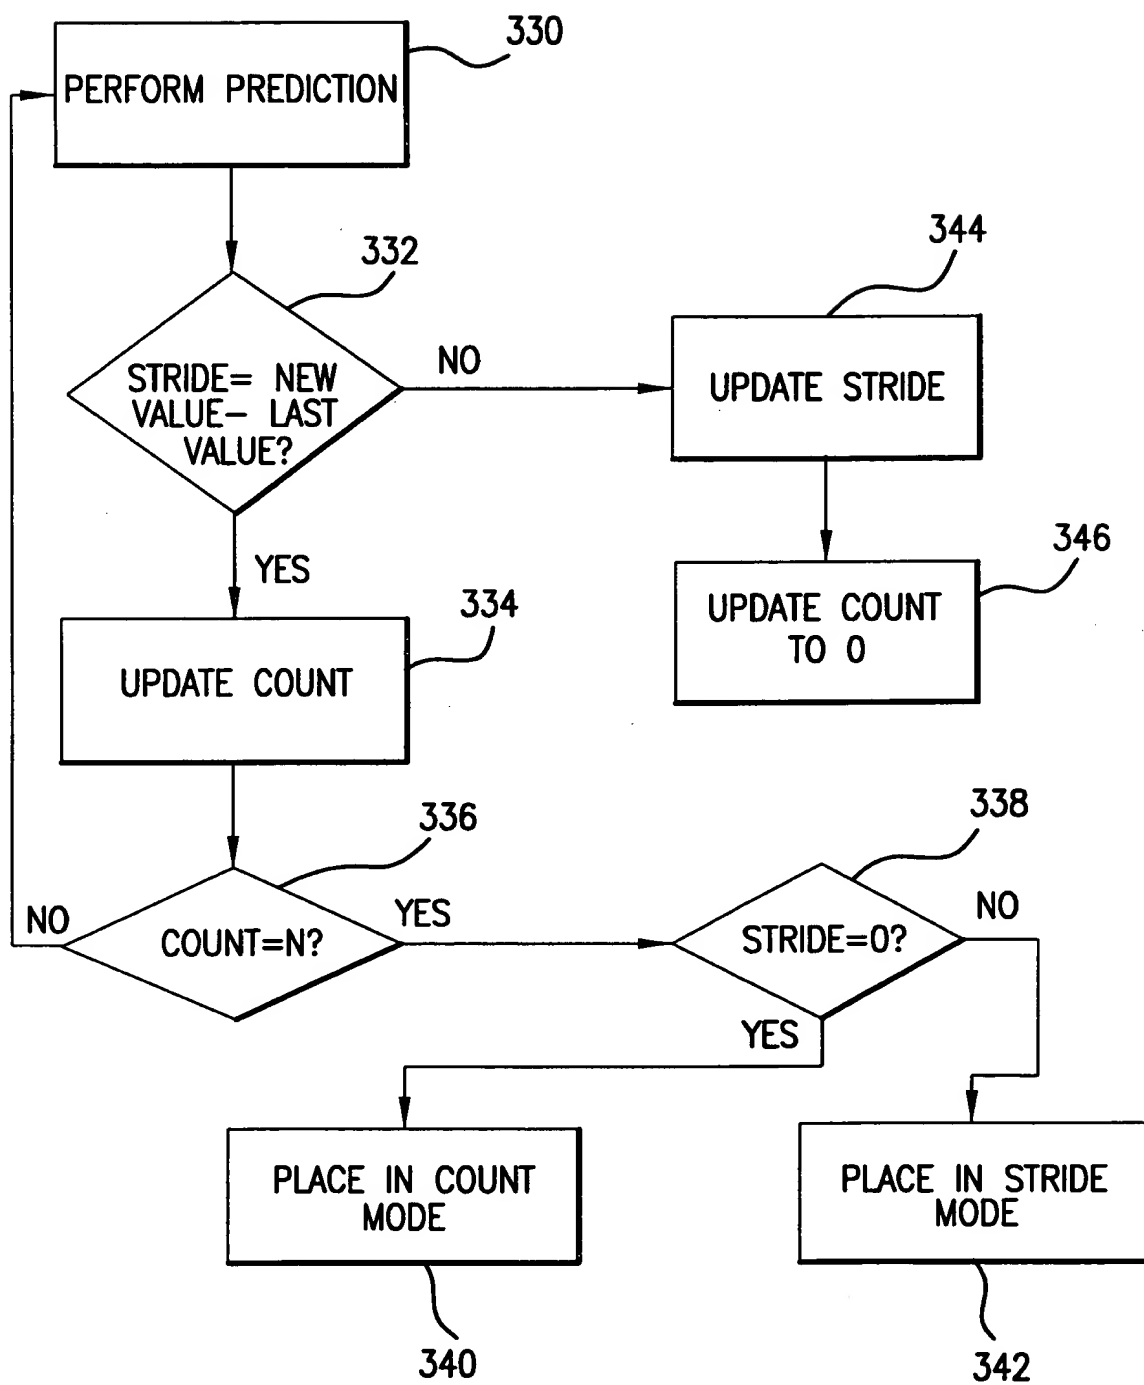 330
PERFORM PREDICTION
332
STRIDE= NEW
VALUE– LAST
VALUE?
NO
344
UPDATE STRIDE
YES
346
UPDATE COUNT
TO 0
334
UPDATE COUNT
336
COUNT=N?
NO
YES
338
STRIDE=0?
NO
YES
PLACE IN COUNT
MODE
PLACE IN STRIDE
MODE
340
342